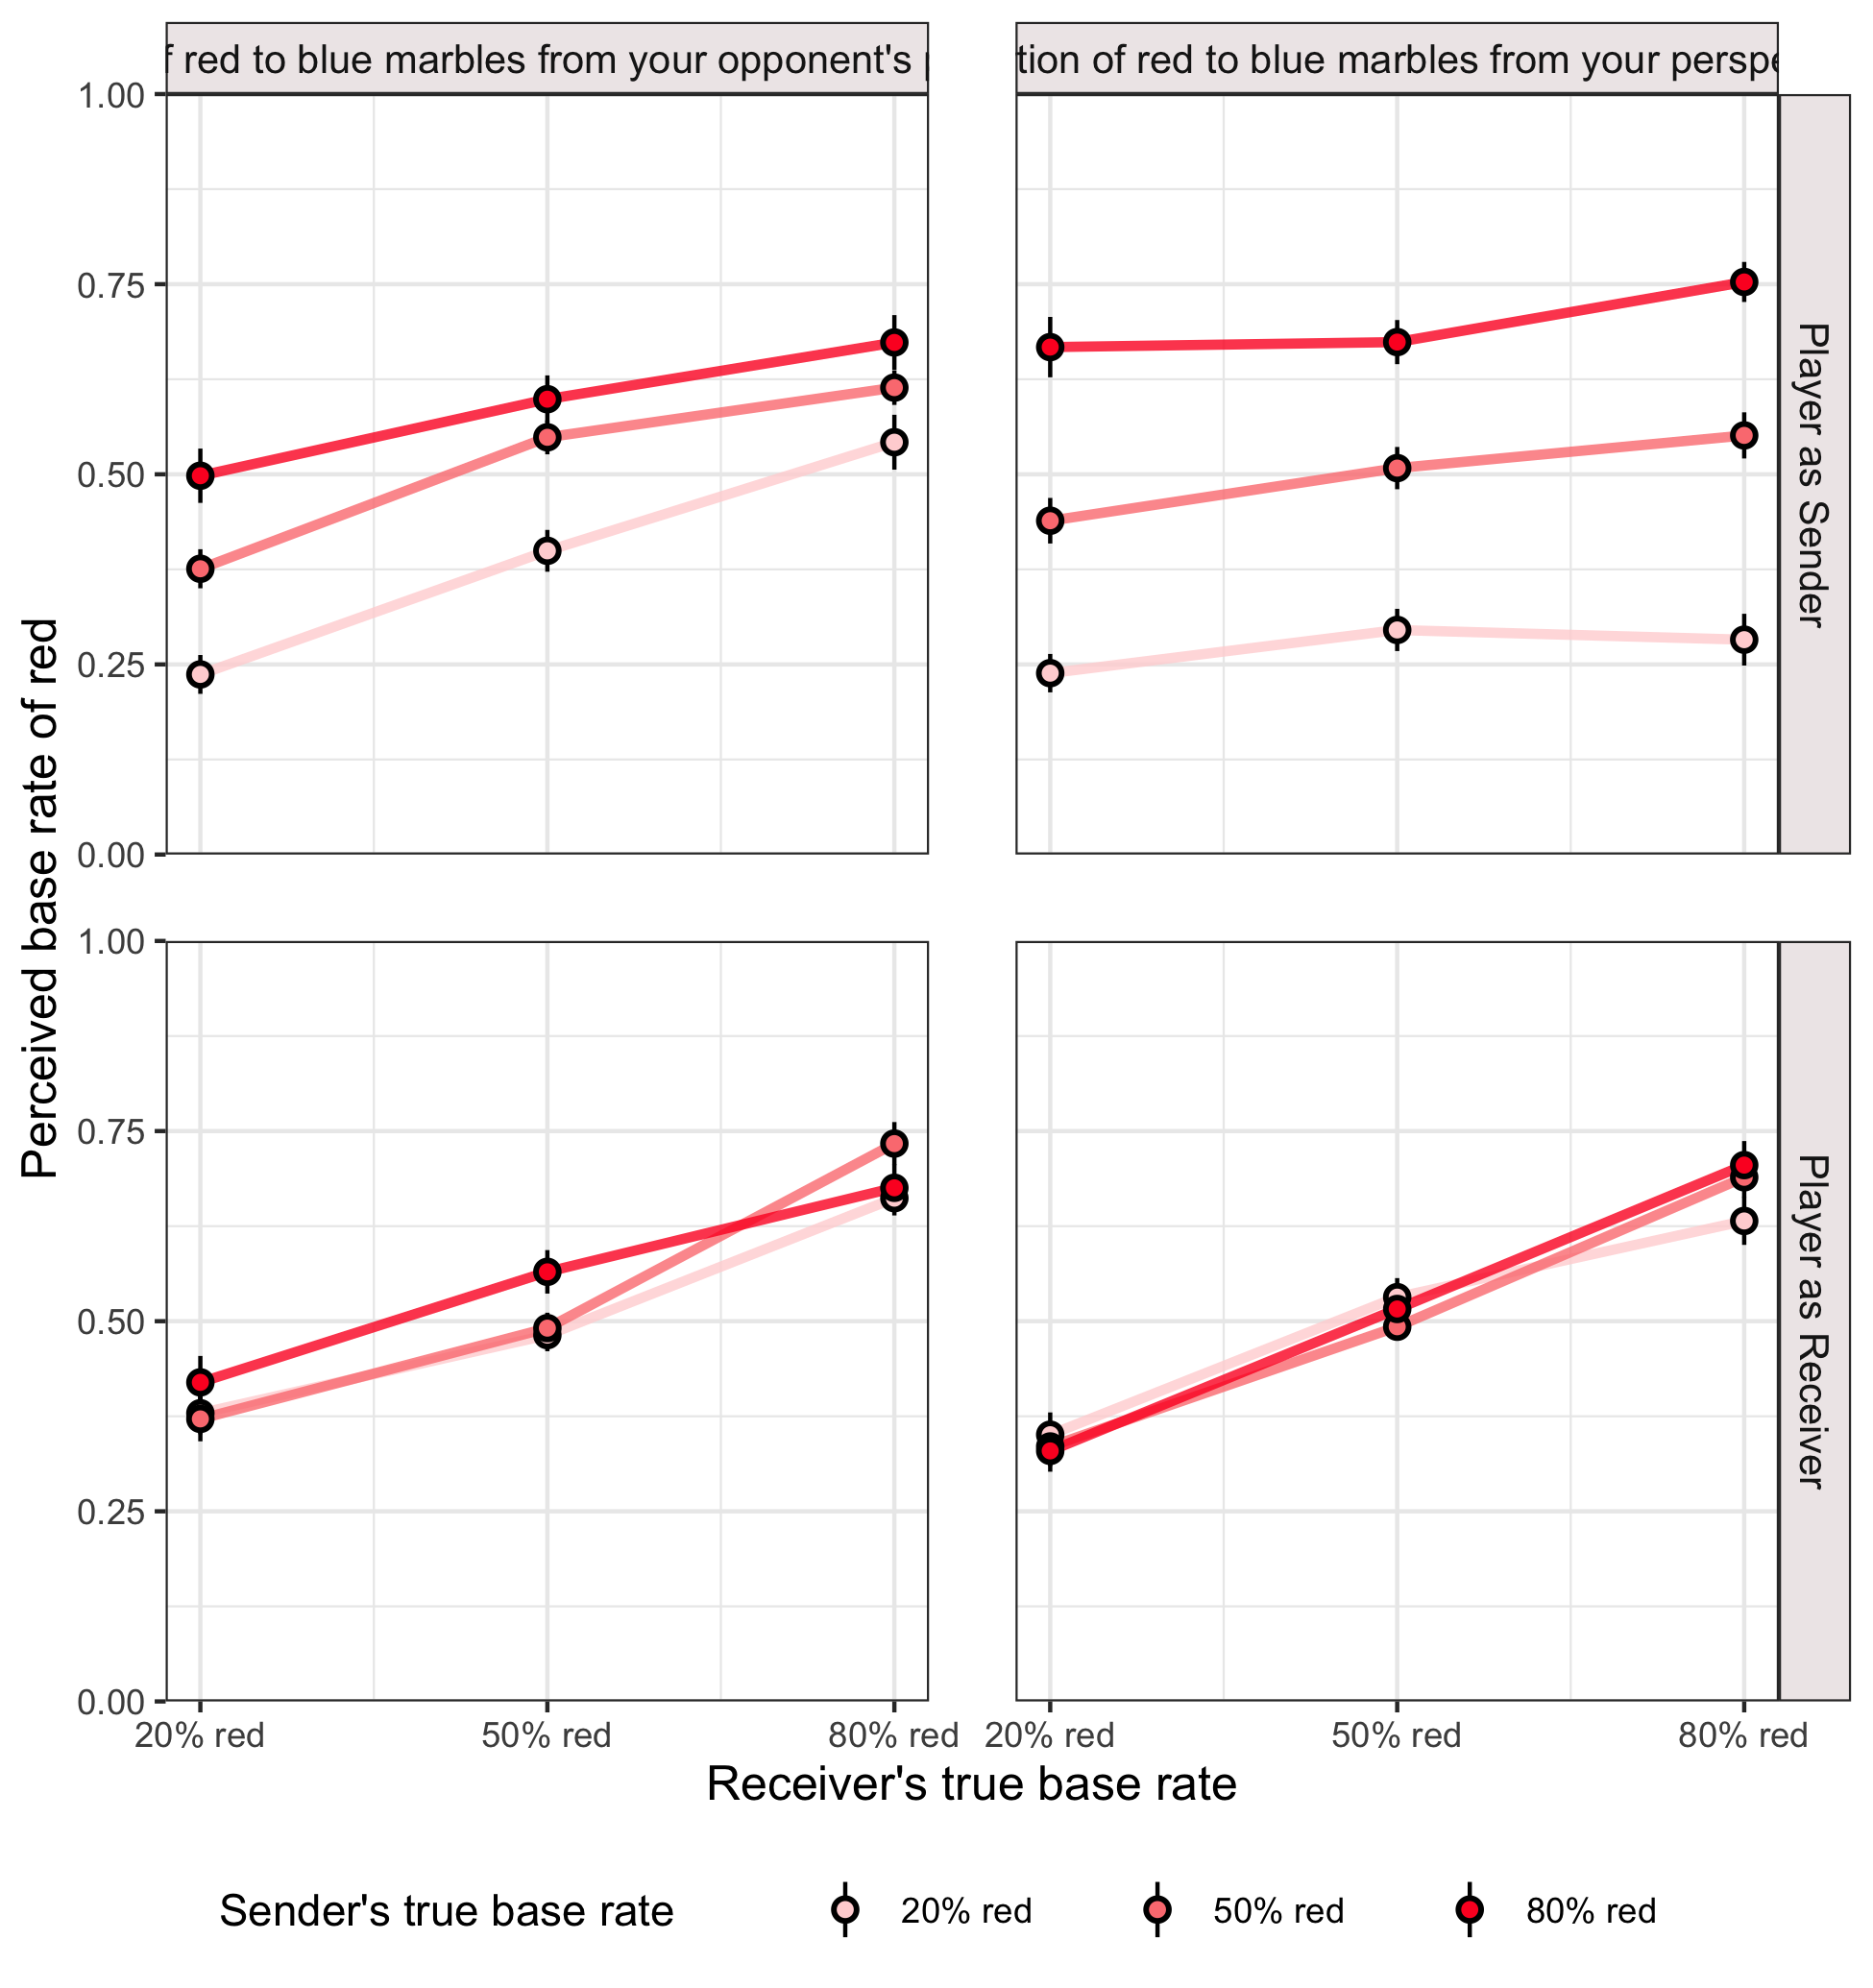 f red to blue marbles from your opponent's
tion of red to blue marbles from your perspe
1.00
0.75
0.50
0.25
0.00
Player as Sender
Perceived base rate of red
1.00
0.75
0.50
0.25
0.00
Player as Receiver
20% red 50% red 80% red 20% red 50% red 80% red
Receiver's true base rate
Sender's true base rate 20% red 50% red 80% red